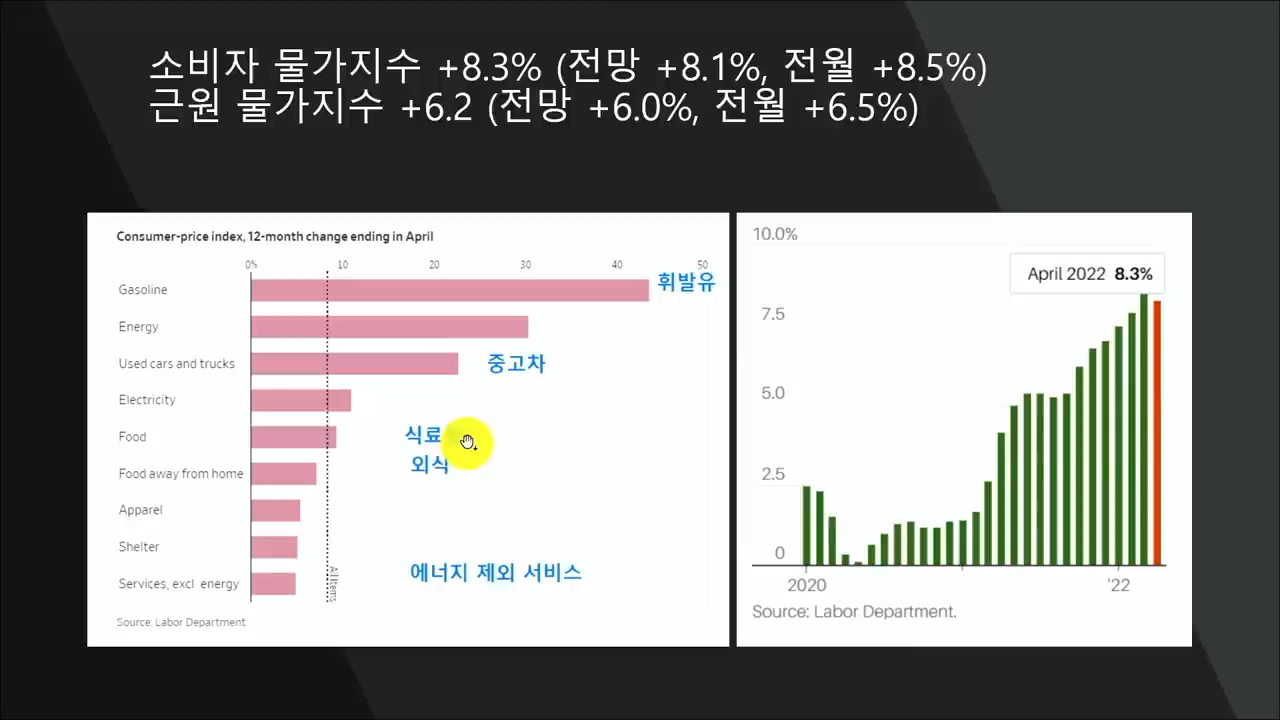 소비자 물가지수 +8.3% (전망 +8.1%, 전월 +8.5%)
근원 물가지수 +6.2 (전망 +6.0%, 전월 +6.5%)
Consumer-price index, 12-month change ending in April
0% 10 20 30 40 50
Gasoline 휘발유
Energy
Used cars and trucks 중고차
Electricity
Food 식료
Food away from home 외식
Apparel
Shelter
Services, excl. energy 에너지 제외 서비스
All items
Source: Labor Department
10.0%
April 2022 8.3%
7.5
5.0
2.5
0
2020 '22
Source: Labor Department.